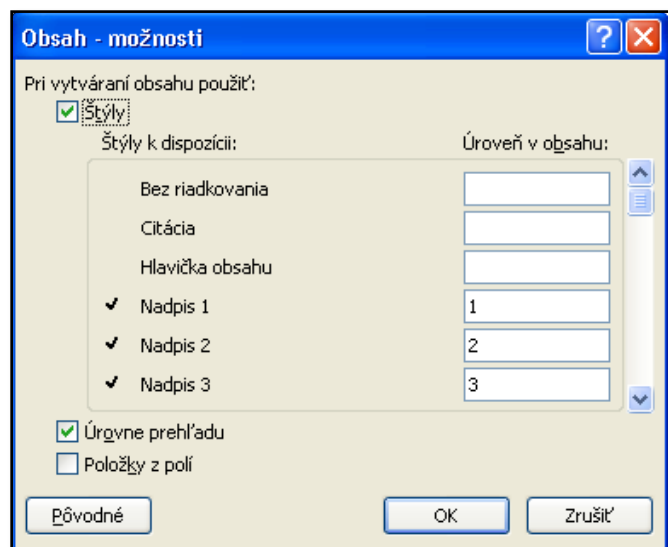 Obsah - možnosti
Pri vytváraní obsahu použiť:
Štýly
Štýly k dispozícii: Úroveň v obsahu:
Bez riadkovania
Citácia
Hlavička obsahu
Nadpis 1 1
Nadpis 2 2
Nadpis 3 3
Úrovne prehľadu
Položky z polí
Pôvodné OK Zrušiť